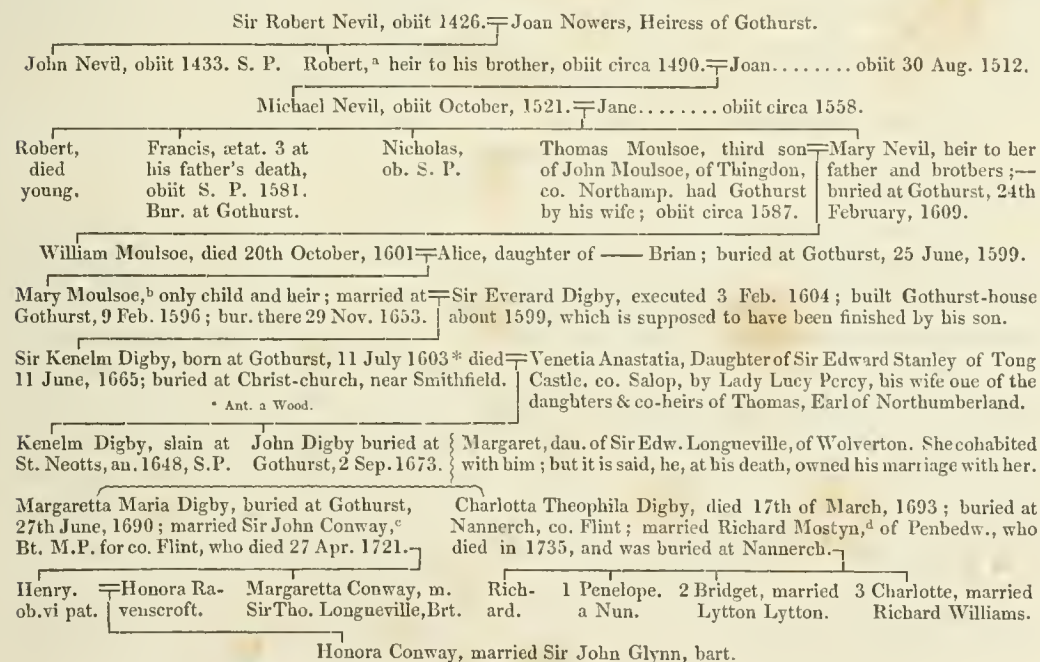 Sir Robert Nevil, obiit 1426. Joan Nowers, Heiress of Gothurst.
John Nevil, obiit 1433. S. P. Robert,ᵃ heir to his brother, obiit circa 1490. Joan........ obiit 30 Aug. 1512.
Michael Nevil, obiit October, 1521. Jane........ obiit circa 1558.
Robert,
died
young.
Francis, ætat. 3 at
his father's death,
obiit S. P. 1581.
Bur. at Gothurst.
Nicholas,
ob. S. P.
Thomas Moulsoe, third son
of John Moulsoe, of Thingdon,
co. Northamp. had Gothurst
by his wife; obiit circa 1587.
Mary Nevil, heir to her
father and brothers;—
buried at Gothurst, 24th
February, 1609.
William Moulsoe, died 20th October, 1601 Alice, daughter of —— Brian; buried at Gothurst, 25 June, 1599.
Mary Moulsoe,ᵇ only child and heir; married at
Gothurst, 9 Feb. 1596; bur. there 29 Nov. 1653.
Sir Everard Digby, executed 3 Feb. 1604; built Gothurst-house
about 1599, which is supposed to have been finished by his son.
Sir Kenelm Digby, born at Gothurst, 11 July 1603* died
11 June, 1665; buried at Christ-church, near Smithfield.
* Ant. a Wood.
Venetia Anastatia, Daughter of Sir Edward Stanley of Tong
Castle, co. Salop, by Lady Lucy Percy, his wife one of the
daughters & co-heirs of Thomas, Earl of Northumberland.
Kenelm Digby, slain at
St. Neotts, an. 1648, S.P.
John Digby buried at
Gothurst, 2 Sep. 1673.
Margaret, dau. of Sir Edw. Longueville, of Wolverton. She cohabited
with him; but it is said, he, at his death, owned his marriage with her.
Margaretta Maria Digby, buried at Gothurst,
27th June, 1690; married Sir John Conway,ᶜ
Bt. M.P. for co. Flint, who died 27 Apr. 1721.
Charlotta Theophila Digby, died 17th of March, 1693; buried at
Nannerch, co. Flint; married Richard Mostyn,ᵈ of Penbedw., who
died in 1735, and was buried at Nannerch.
Henry.
ob. vi pat.
Honora Ra-
venscroft.
Margaretta Conway, m.
Sir Tho. Longueville, Brt.
Rich-
ard.
1 Penelope.
a Nun.
2 Bridget, married
Lytton Lytton.
3 Charlotte, married
Richard Williams.
Honora Conway, married Sir John Glynn, bart.